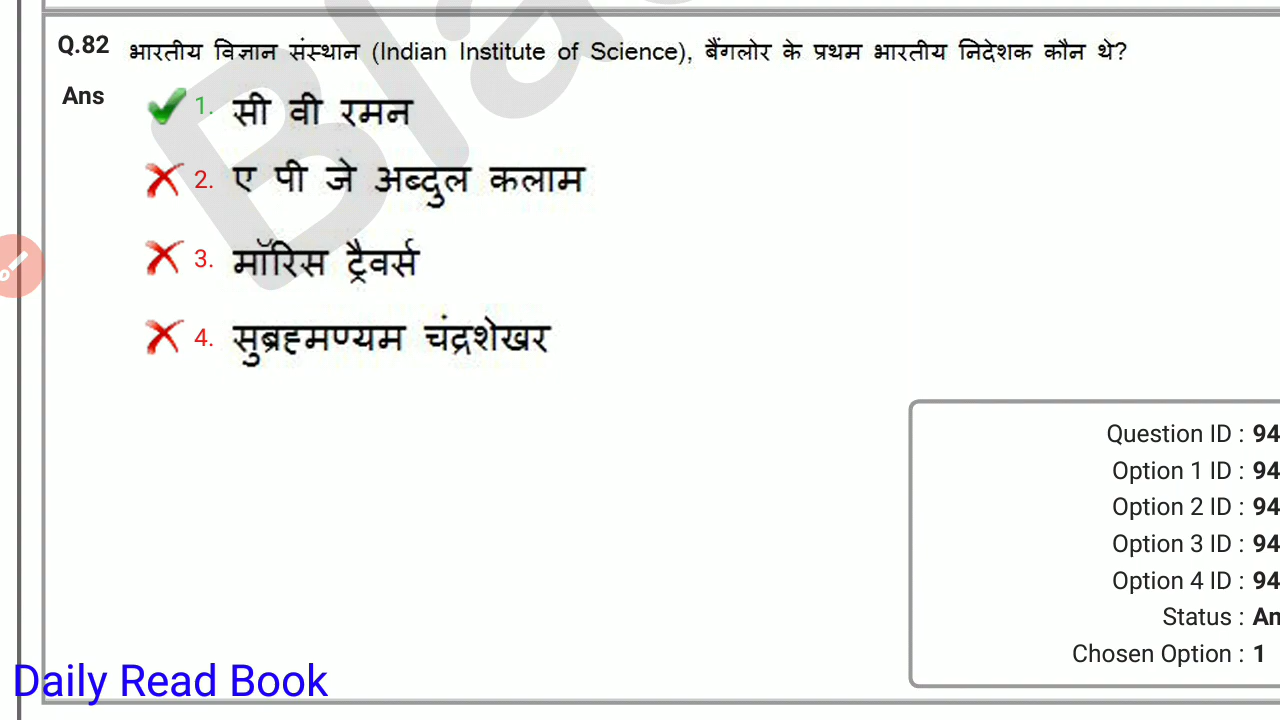 Q.82 भारतीय विज्ञान संस्थान (Indian Institute of Science), बैंगलोर के प्रथम भारतीय निदेशक कौन थे?
Ans
1. सी वी रमन
2. ए पी जे अब्दुल कलाम
3. मॉरिस ट्रैवर्स
4. सुब्रह्मण्यम चंद्रशेखर
Question ID : 94
Option 1 ID : 94
Option 2 ID : 94
Option 3 ID : 94
Option 4 ID : 94
Status : An
Chosen Option : 1
Daily Read Book